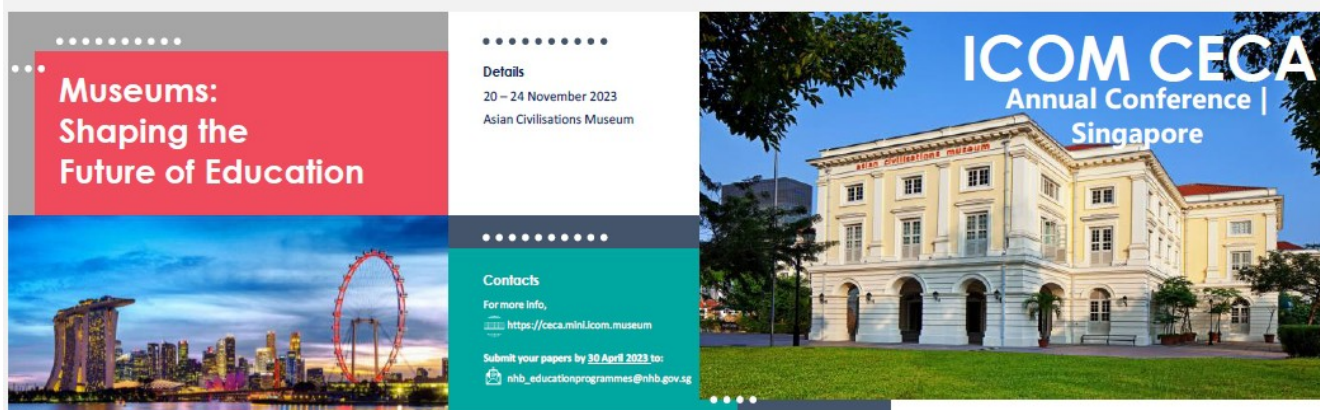 Museums:
Shaping the
Future of Education
Details
20 – 24 November 2023
Asian Civilisations Museum
Contacts
For more info,
https://ceca.mini.icom.museum
Submit your papers by 30 April 2023 to:
nhb_educationprogrammes@nhb.gov.sg
ICOM CECA
Annual Conference |
Singapore
asian civilisations museum